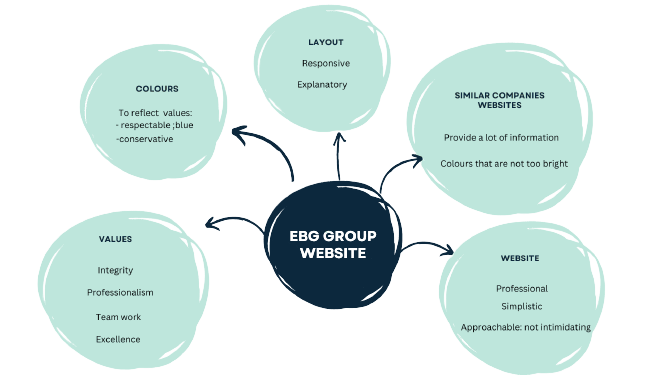 LAYOUT
Responsive
Explanatory
COLOURS
To reflect values:
- respectable ;blue
-conservative
SIMILAR COMPANIES
WEBSITES
Provide a lot of information
Colours that are not too bright
EBG GROUP
WEBSITE
VALUES
Integrity
Professionalism
Team work
Excellence
WEBSITE
Professional
Simplistic
Approachable: not intimidating